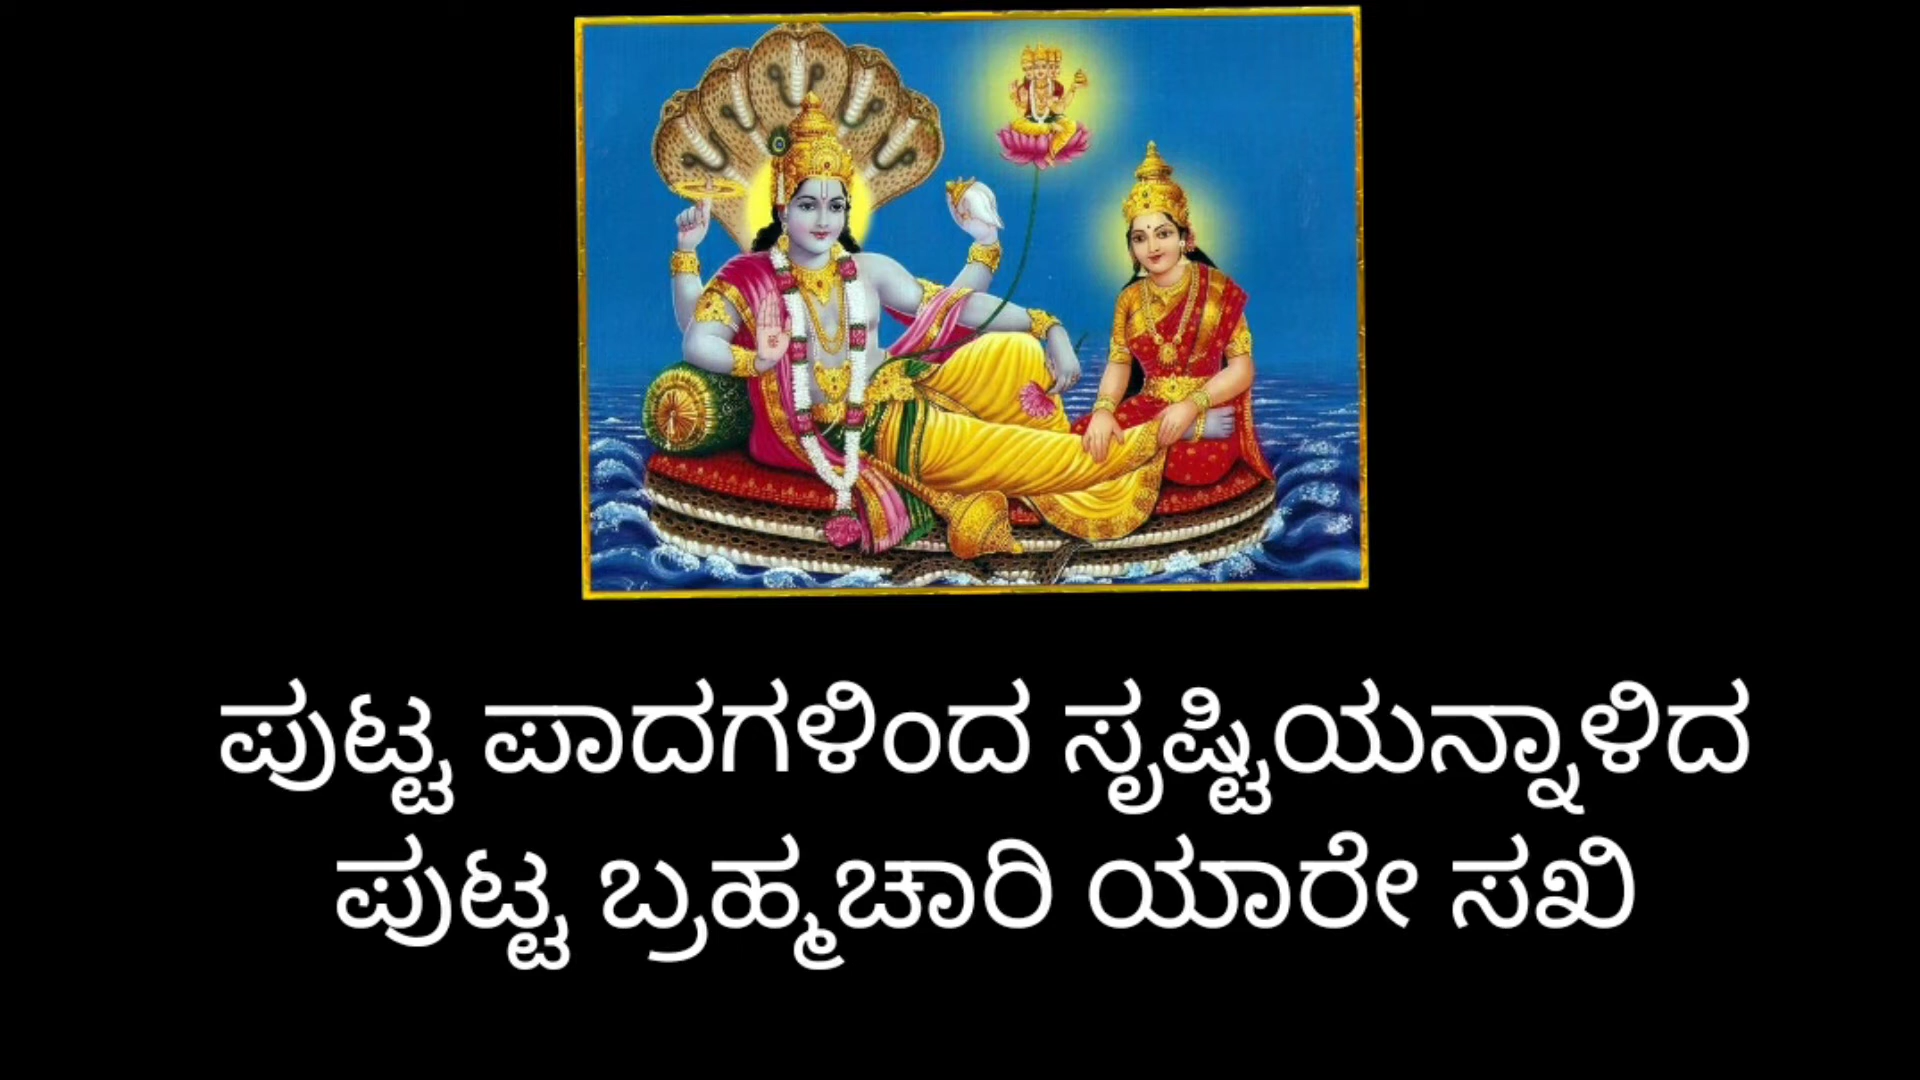 ಪುಟ್ಟ ಪಾದಗಳಿಂದ ಸೃಷ್ಟಿಯನ್ನಾಳಿದ
ಪುಟ್ಟ ಬ್ರಹ್ಮಚಾರಿ ಯಾರೇ ಸಖಿ